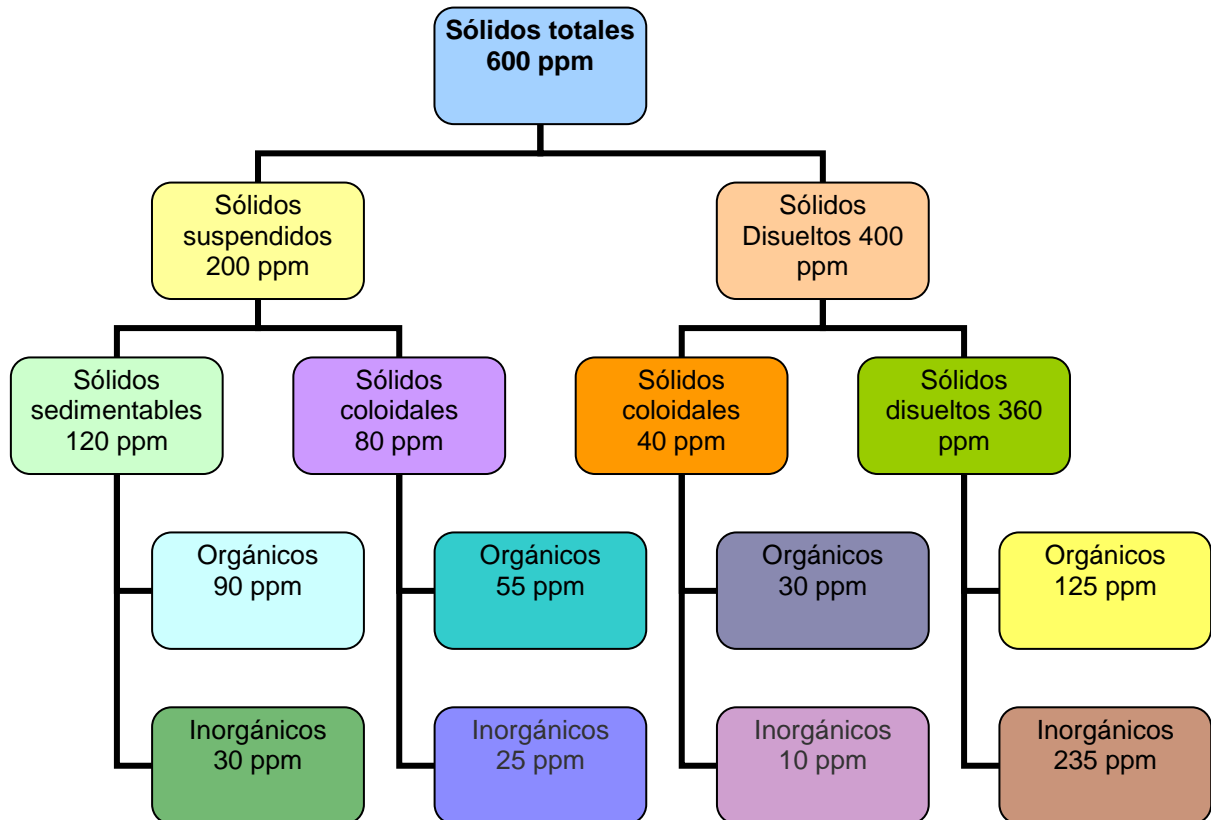 Sólidos totales
600 ppm
Sólidos
suspendidos
200 ppm
Sólidos
Disueltos 400
ppm
Sólidos
sedimentables
120 ppm
Sólidos
coloidales
80 ppm
Sólidos
coloidales
40 ppm
Sólidos
disueltos 360
ppm
Orgánicos
90 ppm
Orgánicos
55 ppm
Orgánicos
30 ppm
Orgánicos
125 ppm
Inorgánicos
30 ppm
Inorgánicos
25 ppm
Inorgánicos
10 ppm
Inorgánicos
235 ppm